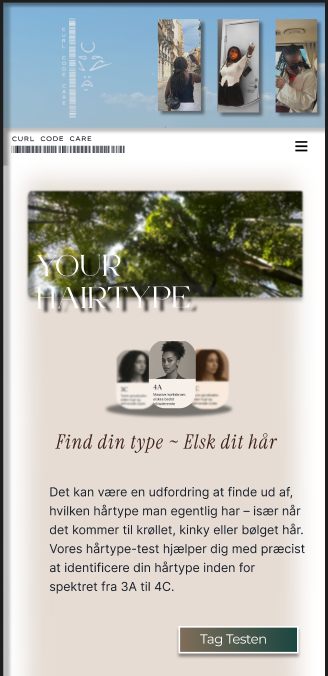 CURL CODE CARE
CURL CODE CARE
YOUR
HAIRTYPE.
3C
4A
C
Find din type ~ Elsk dit hår
Det kan være en udfordring at finde ud af,
hvilken hårtype man egentlig har – især når
det kommer til krøllet, kinky eller bølget hår.
Vores hårtype-test hjælper dig med præcist
at identificere din hårtype inden for
spektret fra 3A til 4C.
Tag Testen